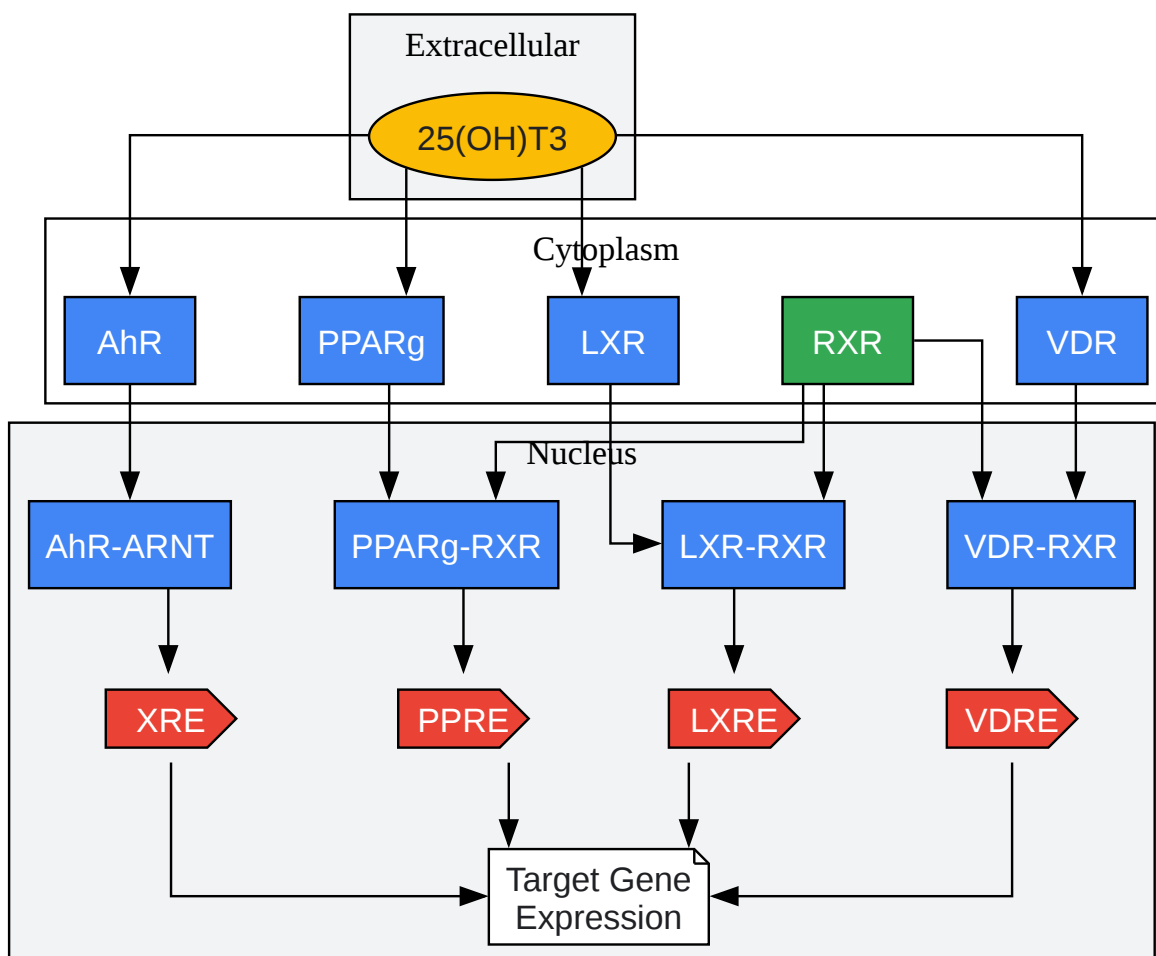 Extracellular
25(OH)T3
Cytoplasm
AhR
PPARg
LXR
RXR
VDR
Nucleus
AhR-ARNT
PPARg-RXR
LXR-RXR
VDR-RXR
XRE
PPRE
LXRE
VDRE
Target Gene
Expression